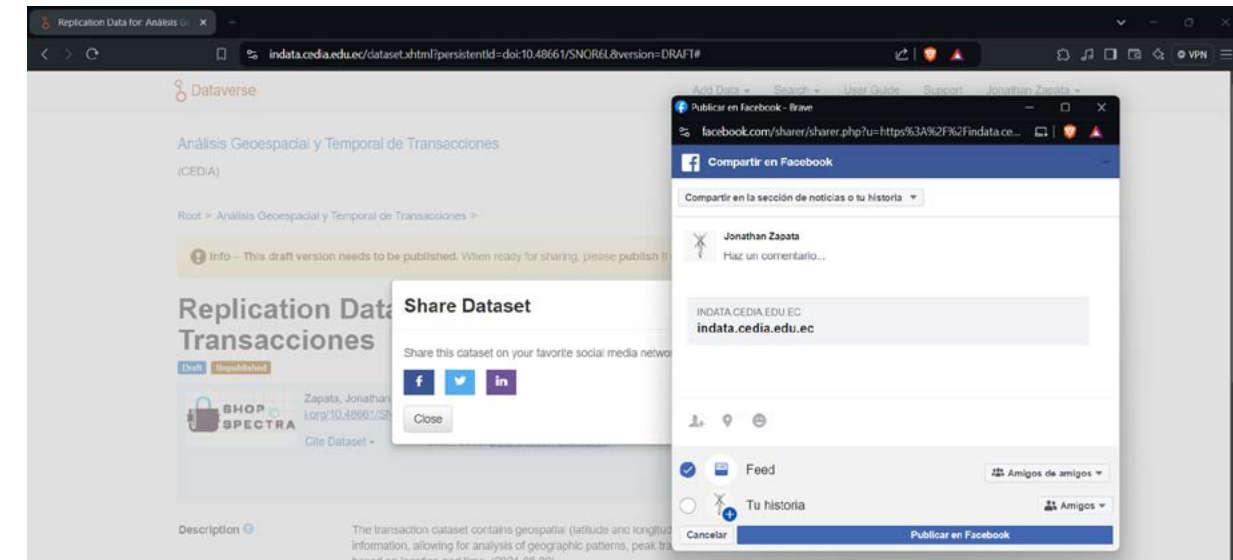 Replication Data for: Análisis G
indata.cedia.edu.ec/dataset.xhtml?persistentId=doi:10.48661/SNQR6L&version=DRAFT#
VPN
Dataverse
Add Data Search User Guide Support Jonathan Zapata
Análisis Geoespacial y Temporal de Transacciones
(CEDIA)
Root > Análisis Geoespacial y Temporal de Transacciones >
Info – This draft version needs to be published. When ready for sharing, please publish it
Replication Data
Transacciones
Draft Unpublished
SHOP
SPECTRA
Zapata, Jonathan
i.org/10.48661/SN
Cite Dataset
Description
The transaction dataset contains geospatial (latitude and longitud
information, allowing for analysis of geographic patterns, peak tra
Share Dataset
Share this dataset on your favorite social media networ
f in
Close
Publicar en Facebook - Brave
facebook.com/sharer/sharer.php?u=https%3A%2F%2Findata.ce...
f Compartir en Facebook
Compartir en la sección de noticias o tu historia
Jonathan Zapata
Haz un comentario...
INDATA.CEDIA.EDU.EC
indata.cedia.edu.ec
Feed
Amigos de amigos
Tu historia
Amigos
Cancelar
Publicar en Facebook